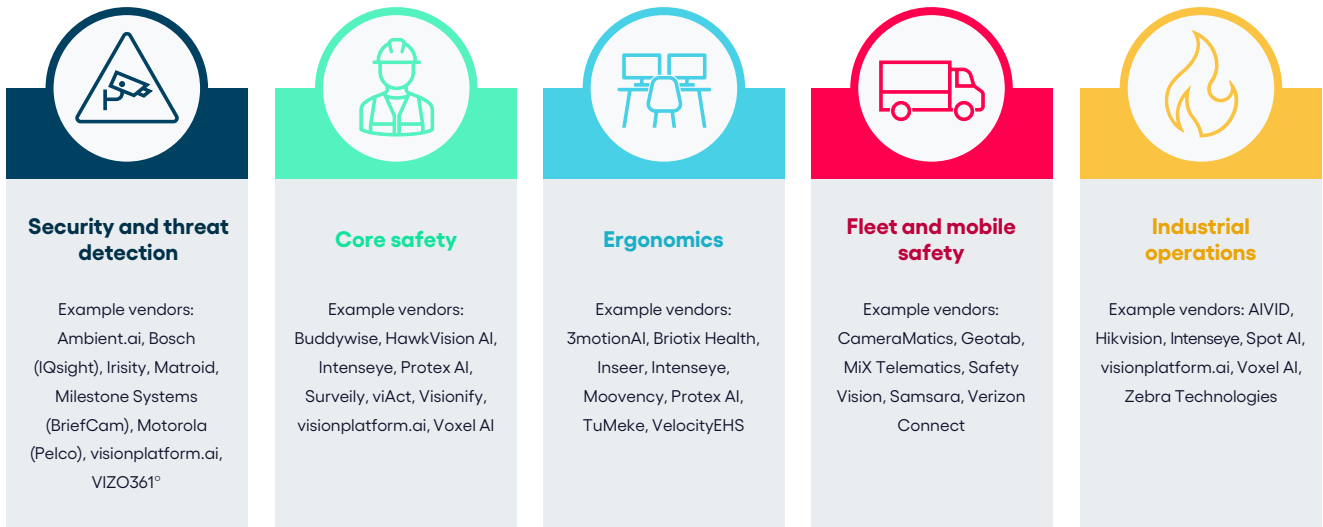 Security and threat
detection
Example vendors:
Ambient.ai, Bosch
(IQsight), Irisity, Matroid,
Milestone Systems
(BriefCam), Motorola
(Pelco), visionplatform.ai,
VIZO361°
Core safety
Example vendors:
Buddywise, HawkVision AI,
Intenseye, Protex AI,
Surveily, viAct, Visionify,
visionplatform.ai, Voxel AI
Ergonomics
Example vendors:
3motionAI, Briotix Health,
Inseer, Intenseye,
Moovency, Protex AI,
TuMeke, VelocityEHS
Fleet and mobile
safety
Example vendors:
CameraMatics, Geotab,
MiX Telematics, Safety
Vision, Samsara, Verizon
Connect
Industrial
operations
Example vendors: AIVID,
Hikvision, Intenseye, Spot AI,
visionplatform.ai, Voxel AI,
Zebra Technologies